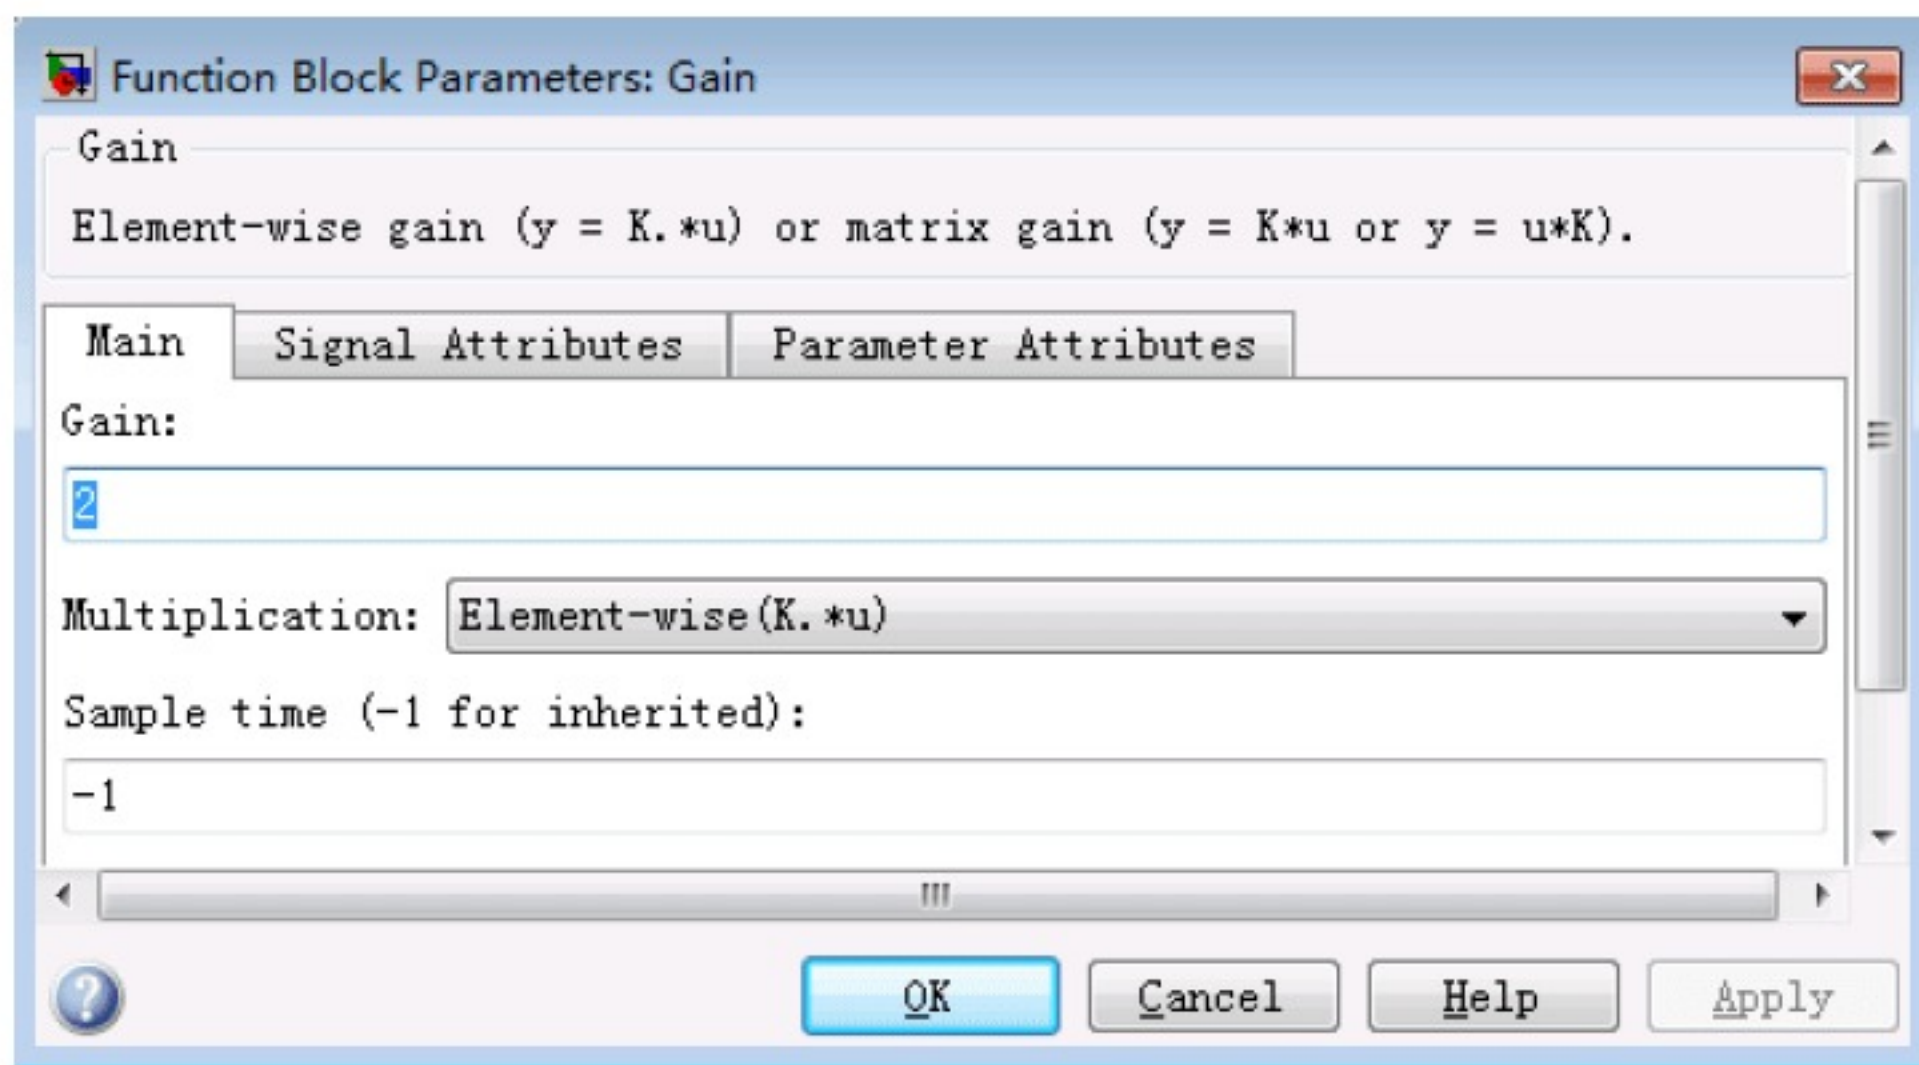 Function Block Parameters: Gain
Gain
Element-wise gain (y = K.*u) or matrix gain (y = K*u or y = u*K).
Main Signal Attributes Parameter Attributes
Gain:
2
Multiplication: Element-wise(K.*u)
Sample time (-1 for inherited):
-1
? OK Cancel Help Apply